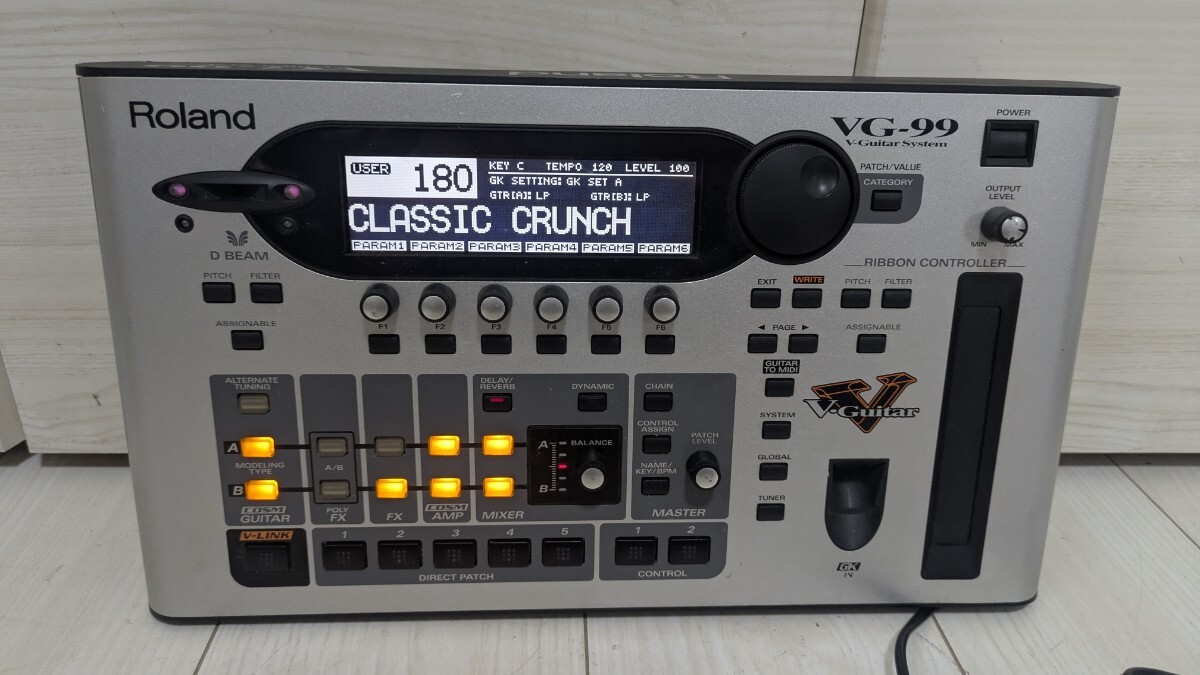 Roland
Roland
VG-99
V-Guitar System
POWER
PATCH/VALUE
CATEGORY
OUTPUT
LEVEL
MIN MAX
USER 180
KEY C TEMPO 120 LEVEL 100
GK SETTING: GK SET A
GTR[A]: LP GTR[B]: LP
CLASSIC CRUNCH
PARAM1 PARAM2 PARAM3 PARAM4 PARAM5 PARAM6
D BEAM
PITCH FILTER
ASSIGNABLE
F1 F2 F3 F4 F5 F6
RIBBON CONTROLLER
EXIT WRITE PITCH FILTER
◄ PAGE ► ASSIGNABLE
GUITAR
TO MIDI
V-Guitar
SYSTEM
GLOBAL
TUNER
ALTERNATE
TUNING
DELAY/
REVERB
DYNAMIC
CHAIN
CONTROL
ASSIGN
PATCH
LEVEL
NAME/
KEY/BPM
MASTER
A
MODELING
TYPE
B
A/B
A BALANCE
B
COSM
GUITAR
POLY
FX
FX
COSM
AMP
MIXER
V-LINK
1 2 3 4 5
DIRECT PATCH
1 2
CONTROL
GK
IN